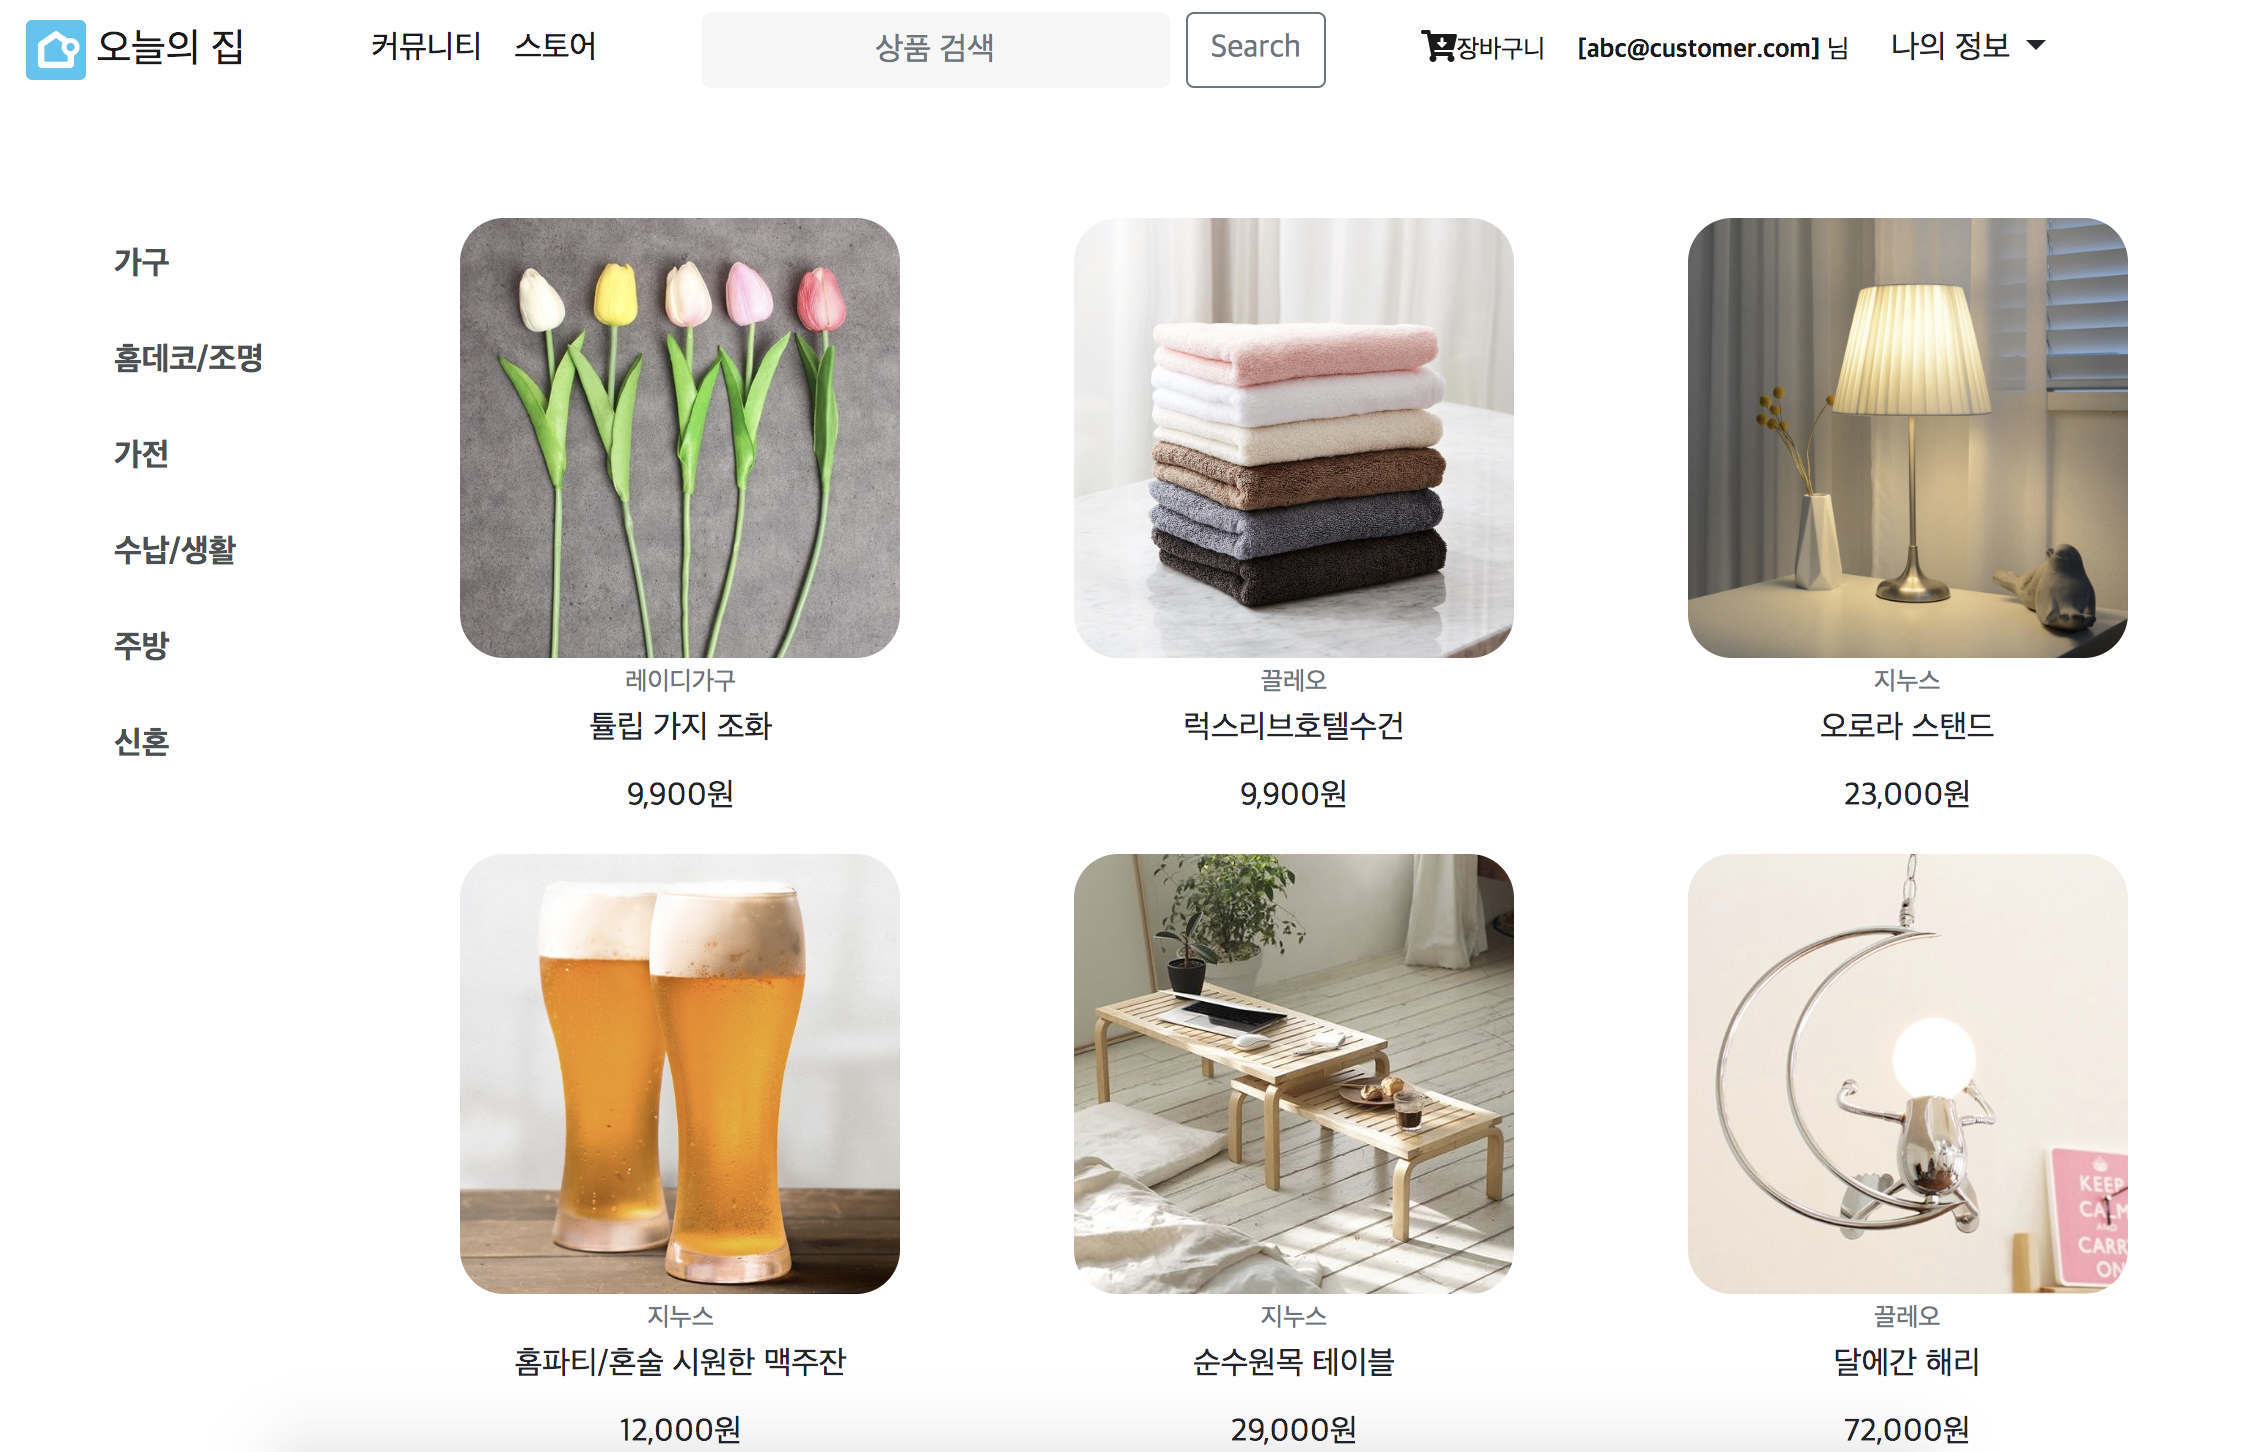 오늘의 집 커뮤니티 스토어 상품 검색 Search 장바구니 [abc@customer.com] 님 나의 정보
가구
홈데코/조명
가전
수납/생활
주방
신혼
레이디가구
튤립 가지 조화
9,900원
끌레오
럭스리브호텔수건
9,900원
지누스
오로라 스탠드
23,000원
지누스
홈파티/혼술 시원한 맥주잔
12,000원
지누스
순수원목 테이블
29,000원
KEEP
CALM
AND
CARR
ON
끌레오
달에간 해리
72,000원